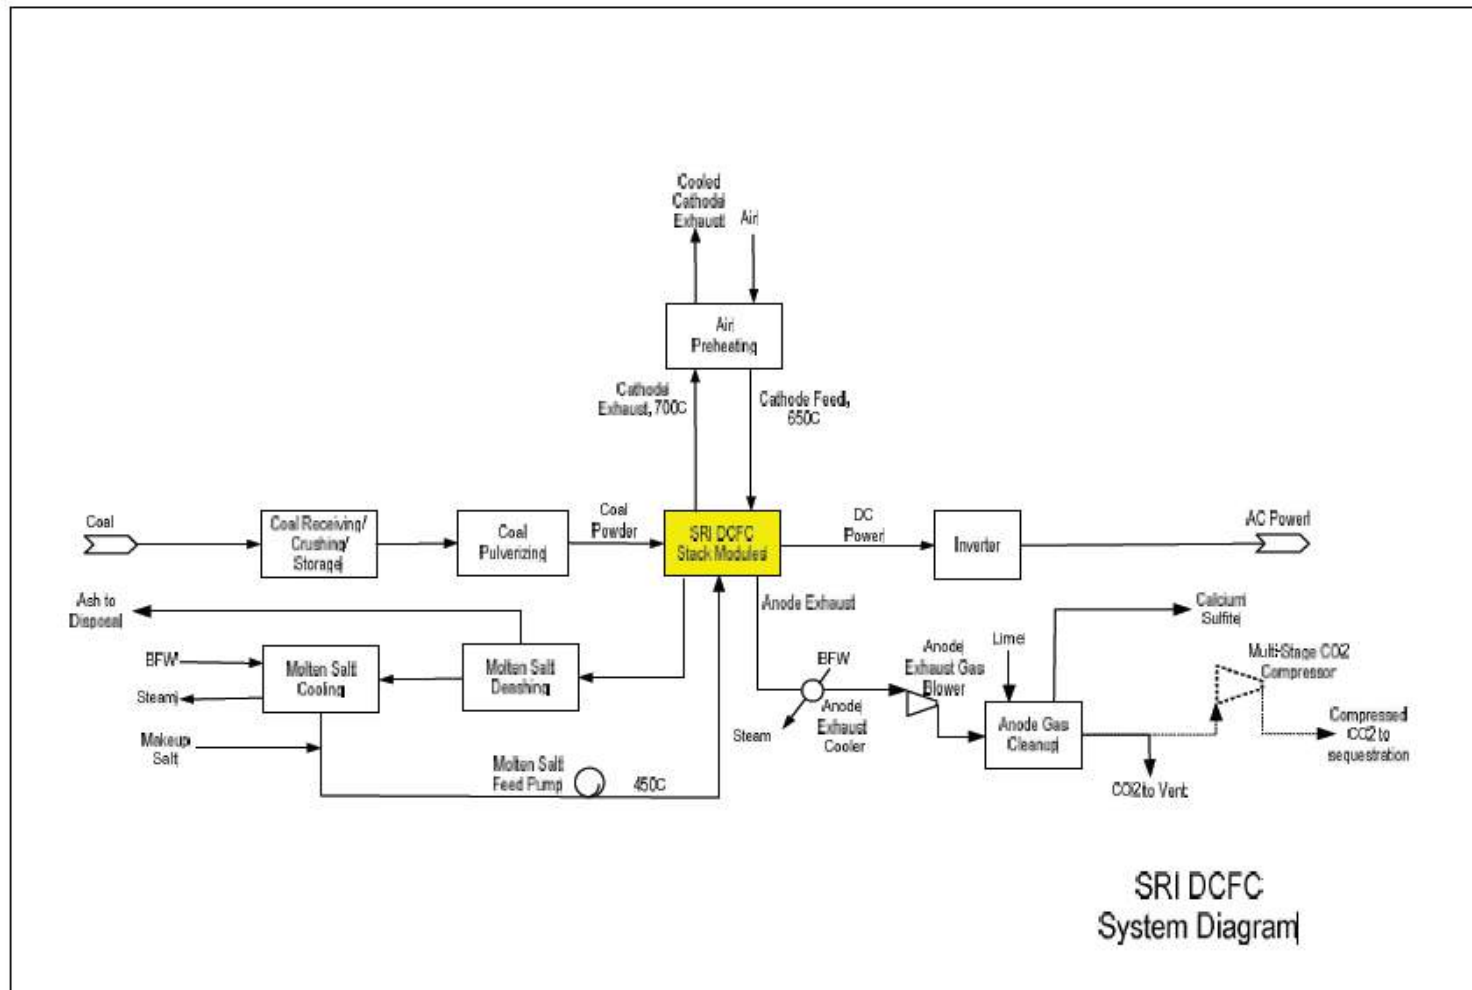 Cooled
Cathode
Exhaust
Air
Air
Preheating
Cathode
Exhaust, 700C
Cathode Feed,
650C
Coal
Coal Receiving/
Crushing/
Storage
Coal
Pulverizing
Coal
Powder
SRI DCFC
Stack Modules
DC
Power
Inverter
AC Power
Ash to
Disposal
Anode Exhaust
Calcium
Sulfite
BFW
Steam
Molten Salt
Cooling
Molten Salt
Deashing
BFW
Steam
Anode
Exhaust
Cooler
Anode
Exhaust Gas
Blower
Lime
Anode Gas
Cleanup
Multi-Stage CO2
Compressor
Compressed
CO2 to
sequestration
CO2 to Vent
Makeup
Salt
Molten Salt
Feed Pump
450C
SRI DCFC
System Diagram